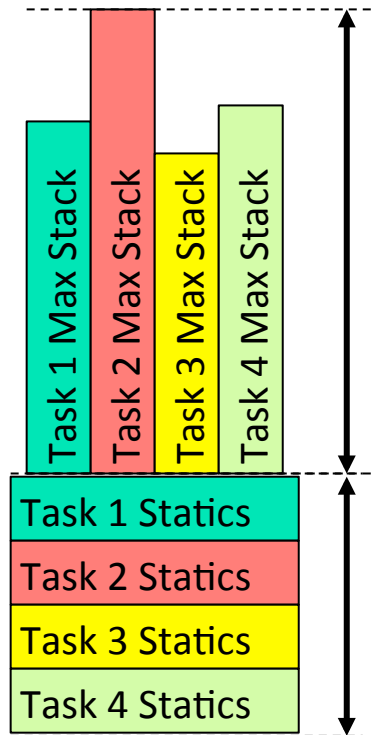 Task 1 Max Stack
Task 2 Max Stack
Task 3 Max Stack
Task 4 Max Stack
Task 1 Statics
Task 2 Statics
Task 3 Statics
Task 4 Statics